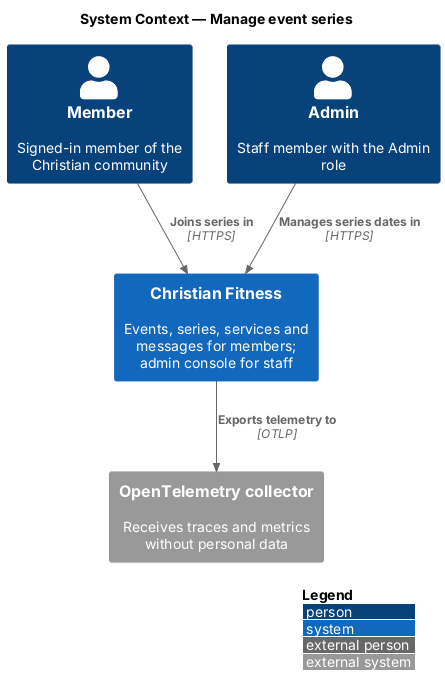 System Context — Manage event series
Member
Signed-in member of the
Christian community
Admin
Staff member with the Admin
role
Joins series in
[HTTPS]
Manages series dates in
[HTTPS]
Christian Fitness
Events, series, services and
messages for members;
admin console for staff
Exports telemetry to
[OTLP]
OpenTelemetry collector
Receives traces and metrics
without personal data
Legend
person
system
external person
external system